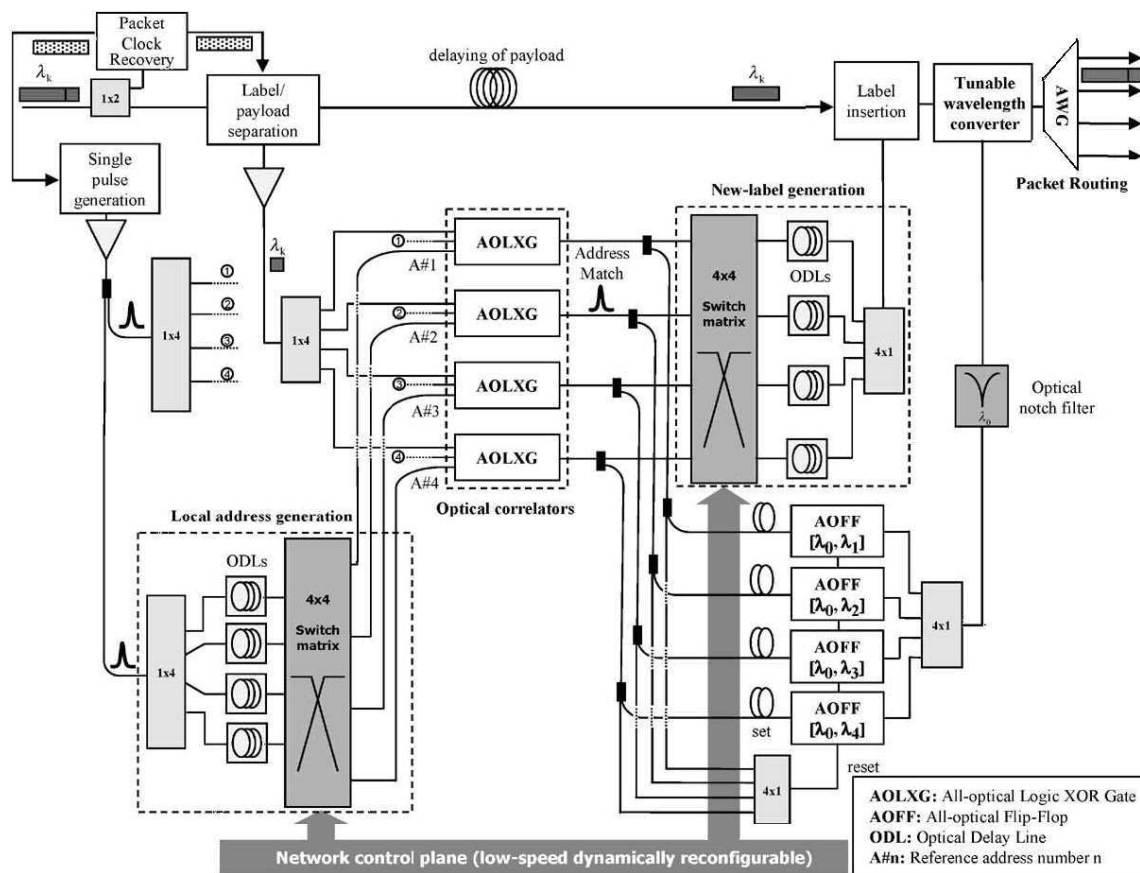 Packet
Clock
Recovery
λk
1x2
Label/
payload
separation
delaying of payload
λk
Label
insertion
Tunable
wavelength
converter
AWG
Packet Routing
Single
pulse
generation
1x4
①
②
③
④
λk
1x4
①
A#1
②
A#2
③
A#3
④
A#4
AOLXG
AOLXG
AOLXG
AOLXG
Optical correlators
Address
Match
New-label generation
4x4
Switch
matrix
ODLs
4x1
Optical
notch filter
λ0
Local address generation
1x4
ODLs
4x4
Switch
matrix
AOFF
[λ0, λ1]
AOFF
[λ0, λ2]
AOFF
[λ0, λ3]
AOFF
[λ0, λ4]
4x1
set
reset
4x1
Network control plane (low-speed dynamically reconfigurable)
AOLXG: All-optical Logic XOR Gate
AOFF: All-optical Flip-Flop
ODL: Optical Delay Line
A#n: Reference address number n